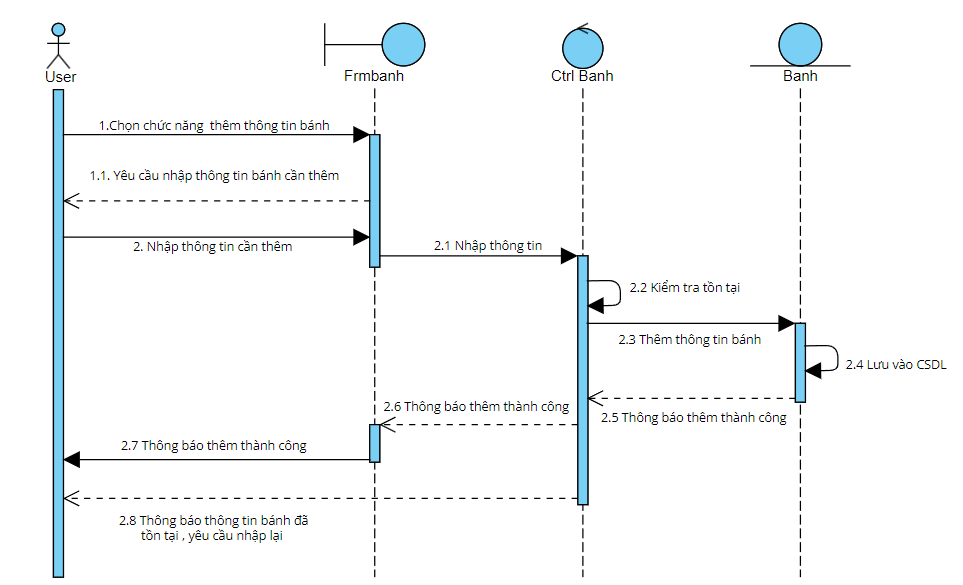 User
Frmbanh
Ctrl Banh
Banh
1.Chọn chức năng thêm thông tin bánh
1.1. Yêu cầu nhập thông tin bánh cần thêm
2. Nhập thông tin cần thêm
2.1 Nhập thông tin
2.2 Kiểm tra tồn tại
2.3 Thêm thông tin bánh
2.4 Lưu vào CSDL
2.5 Thông báo thêm thành công
2.6 Thông báo thêm thành công
2.7 Thông báo thêm thành công
2.8 Thông báo thông tin bánh đã
tồn tại , yêu cầu nhập lại